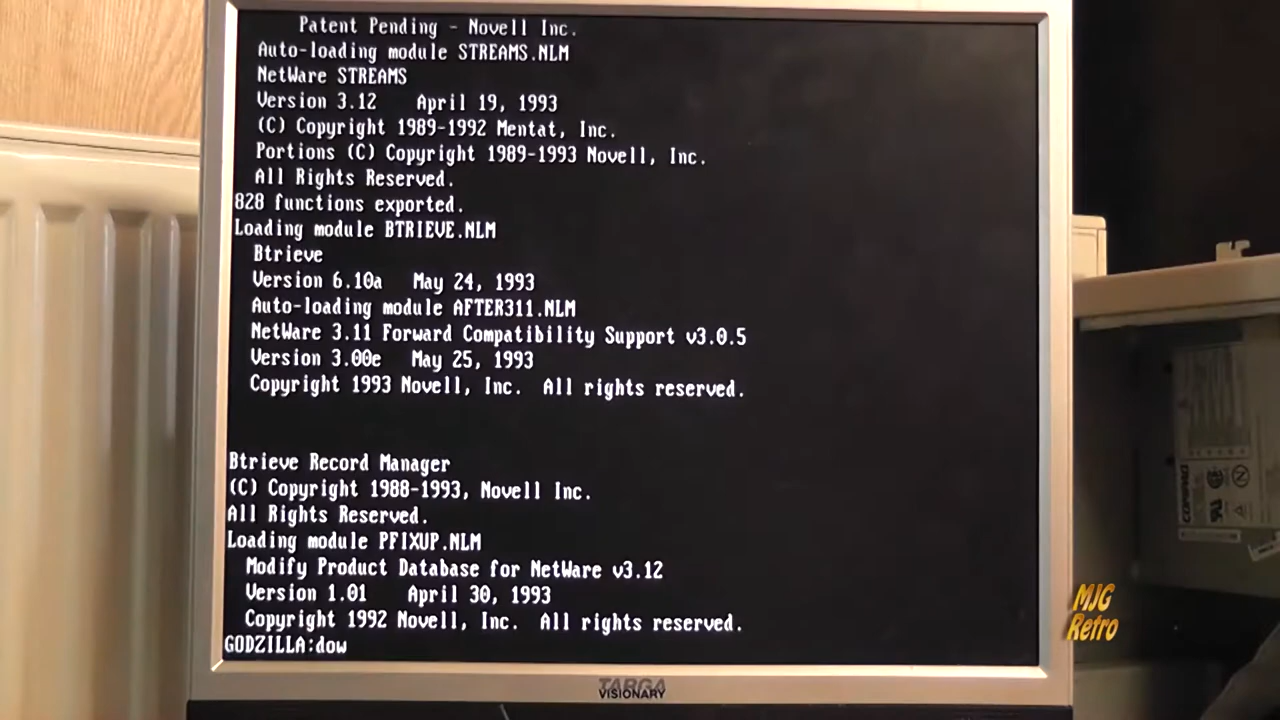 Patent Pending - Novell Inc.
Auto-loading module STREAMS.NLM
NetWare STREAMS
Version 3.12    April 19, 1993
(C) Copyright 1989-1992 Mentat, Inc.
Portions (C) Copyright 1989-1993 Novell, Inc.
All Rights Reserved.
828 functions exported.
Loading module BTRIEVE.NLM
Btrieve
Version 6.10a   May 24, 1993
Auto-loading module AFTER311.NLM
NetWare 3.11 Forward Compatibility Support v3.0.5
Version 3.00e   May 25, 1993
Copyright 1993 Novell, Inc.  All rights reserved.
Btrieve Record Manager
(C) Copyright 1988-1993, Novell Inc.
All Rights Reserved.
Loading module PFIXUP.NLM
Modify Product Database for NetWare v3.12
Version 1.01    April 30, 1993
Copyright 1992 Novell, Inc.  All rights reserved.
GODZILLA:dow
TARGA
VISIONARY
COMPAQ
MJG
Retro